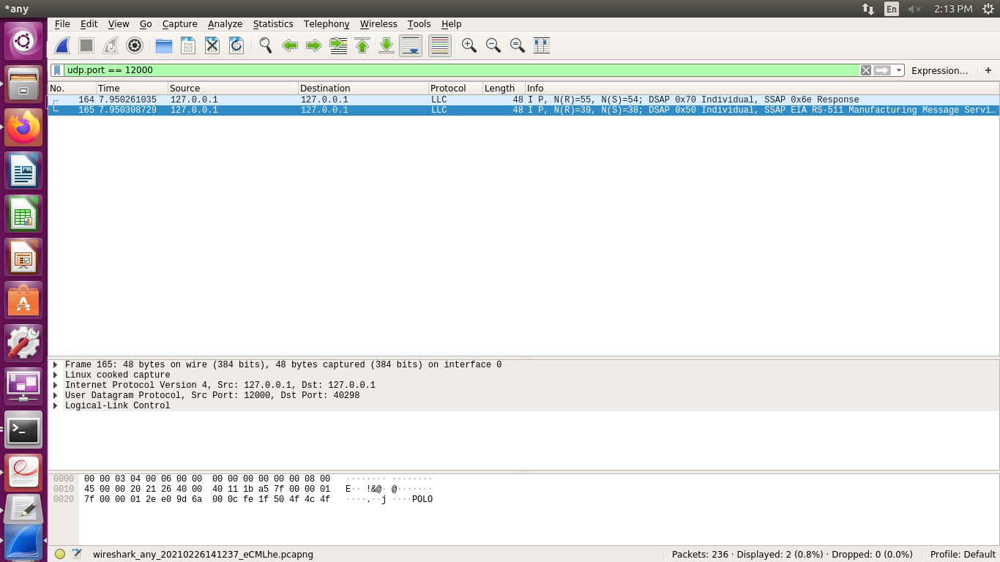 *any
En
2:13 PM
File Edit View Go Capture Analyze Statistics Telephony Wireless Tools Help
udp.port == 12000
Expression… +
No. Time Source Destination Protocol Length Info
164 7.950261035 127.0.0.1 127.0.0.1 LLC 48 I P, N(R)=55, N(S)=54; DSAP 0x70 Individual, SSAP 0x6e Response
165 7.950308729 127.0.0.1 127.0.0.1 LLC 48 I P, N(R)=39, N(S)=38; DSAP 0x50 Individual, SSAP EIA RS-511 Manufacturing Message Servi…
Frame 165: 48 bytes on wire (384 bits), 48 bytes captured (384 bits) on interface 0
Linux cooked capture
Internet Protocol Version 4, Src: 127.0.0.1, Dst: 127.0.0.1
User Datagram Protocol, Src Port: 12000, Dst Port: 40298
Logical-Link Control
0000 00 00 03 04 00 06 00 00 00 00 00 00 00 00 08 00 ········ ········
0010 45 00 00 20 21 26 40 00 40 11 1b a5 7f 00 00 01 E·· !&@· @·······
0020 7f 00 00 01 2e e0 9d 6a 00 0c fe 1f 50 4f 4c 4f ····.··j ····POLO
wireshark_any_20210226141237_eCMLhe.pcapng
Packets: 236 · Displayed: 2 (0.8%) · Dropped: 0 (0.0%)
Profile: Default